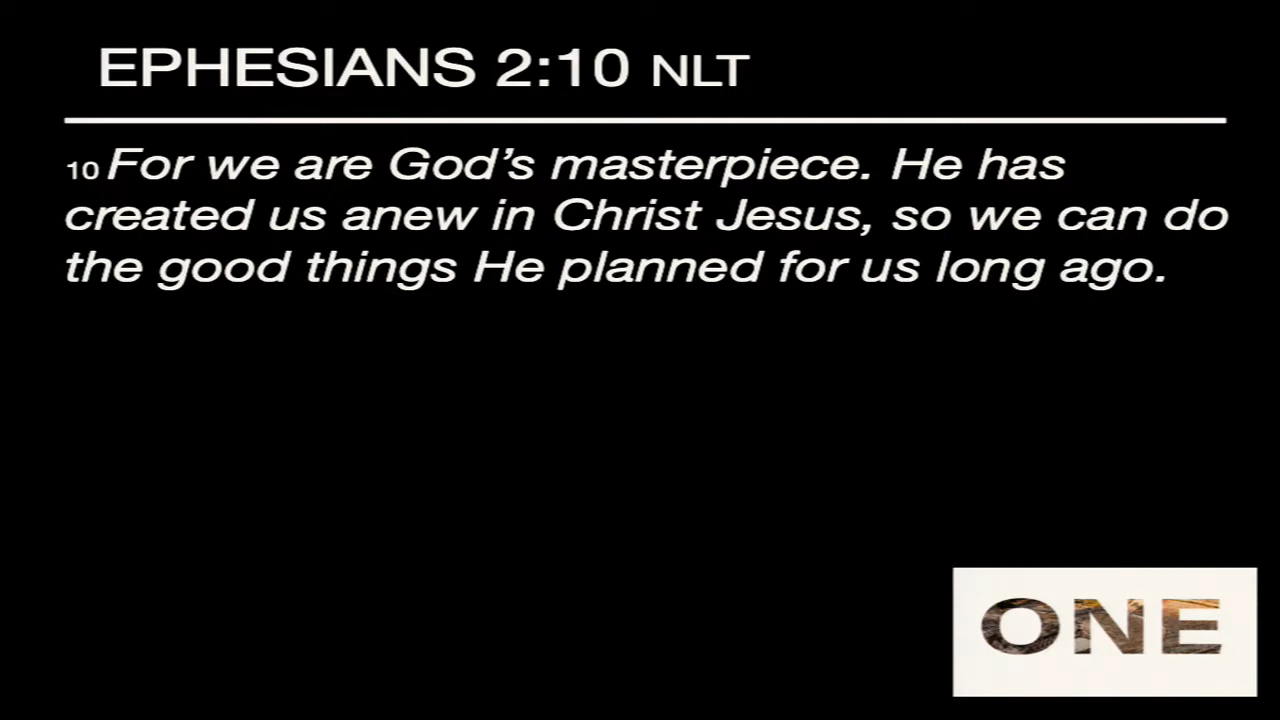 EPHESIANS 2:10 NLT
10 For we are God’s masterpiece. He has
created us anew in Christ Jesus, so we can do
the good things He planned for us long ago.
ONE